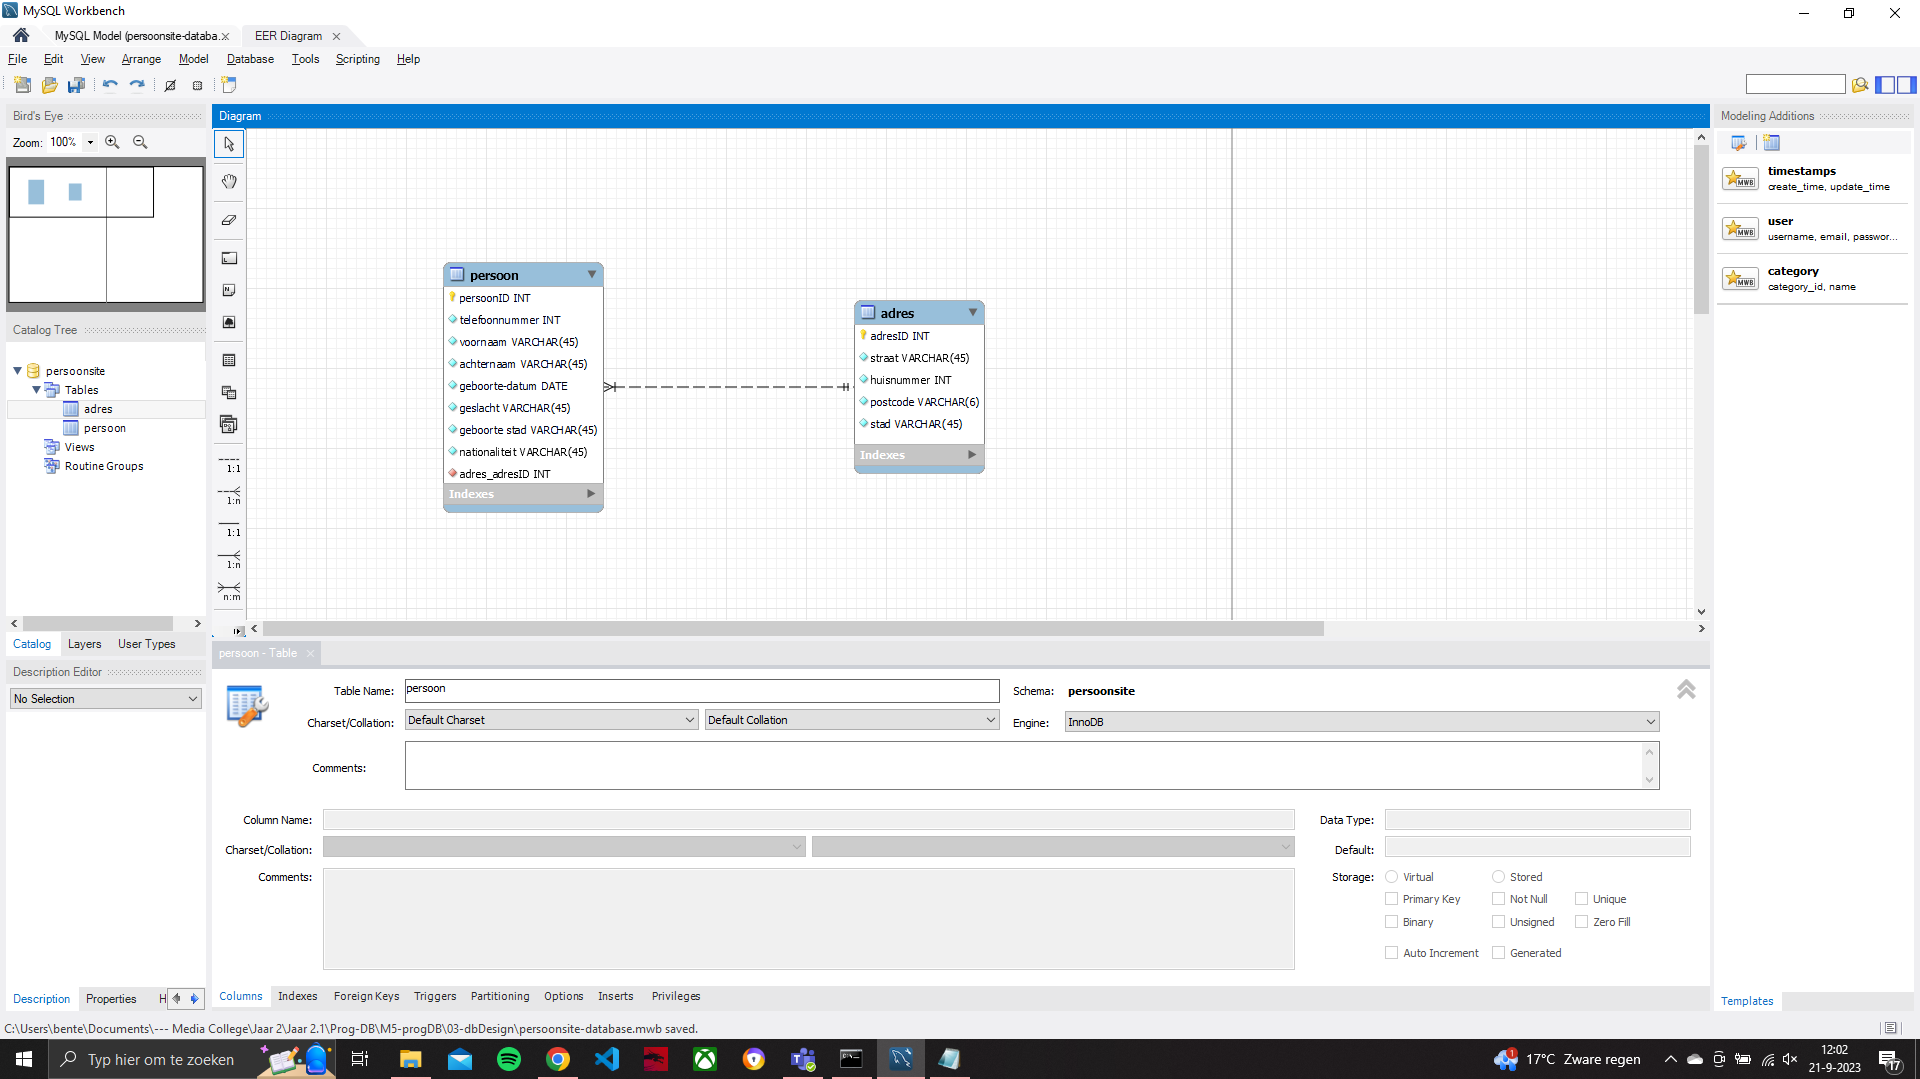 MySQL Workbench
MySQL Model (persoonsite-databa...
EER Diagram
File Edit View Arrange Model Database Tools Scripting Help
Bird's Eye
Zoom: 100%
Catalog Tree
persoonsite
Tables
adres
persoon
Views
Routine Groups
Catalog Layers User Types
Description Editor
No Selection
Description Properties H
Diagram
1:1
1:n
1:1
1:n
n:m
persoon
persoonID INT
telefoonnummer INT
voornaam VARCHAR(45)
achternaam VARCHAR(45)
geboorte-datum DATE
geslacht VARCHAR(45)
geboorte stad VARCHAR(45)
nationaliteit VARCHAR(45)
adres_adresID INT
Indexes
adres
adresID INT
straat VARCHAR(45)
huisnummer INT
postcode VARCHAR(6)
stad VARCHAR(45)
Indexes
Modeling Additions
MWB
timestamps
create_time, update_time
MWB
user
username, email, passwor...
MWB
category
category_id, name
Templates
persoon - Table
Table Name: persoon
Schema: persoonsite
Charset/Collation: Default Charset Default Collation
Engine: InnoDB
Comments:
Column Name:
Data Type:
Charset/Collation:
Default:
Comments:
Storage: Virtual Stored
Primary Key Not Null Unique
Binary Unsigned Zero Fill
Auto Increment Generated
Columns Indexes Foreign Keys Triggers Partitioning Options Inserts Privileges
C:\Users\bente\Documents\--- Media College\Jaar 2\Jaar 2.1\Prog-DB\M5-progDB\03-dbDesign\persoonsite-database.mwb saved.
Typ hier om te zoeken
1
17°C Zware regen
12:02
21-9-2023
17